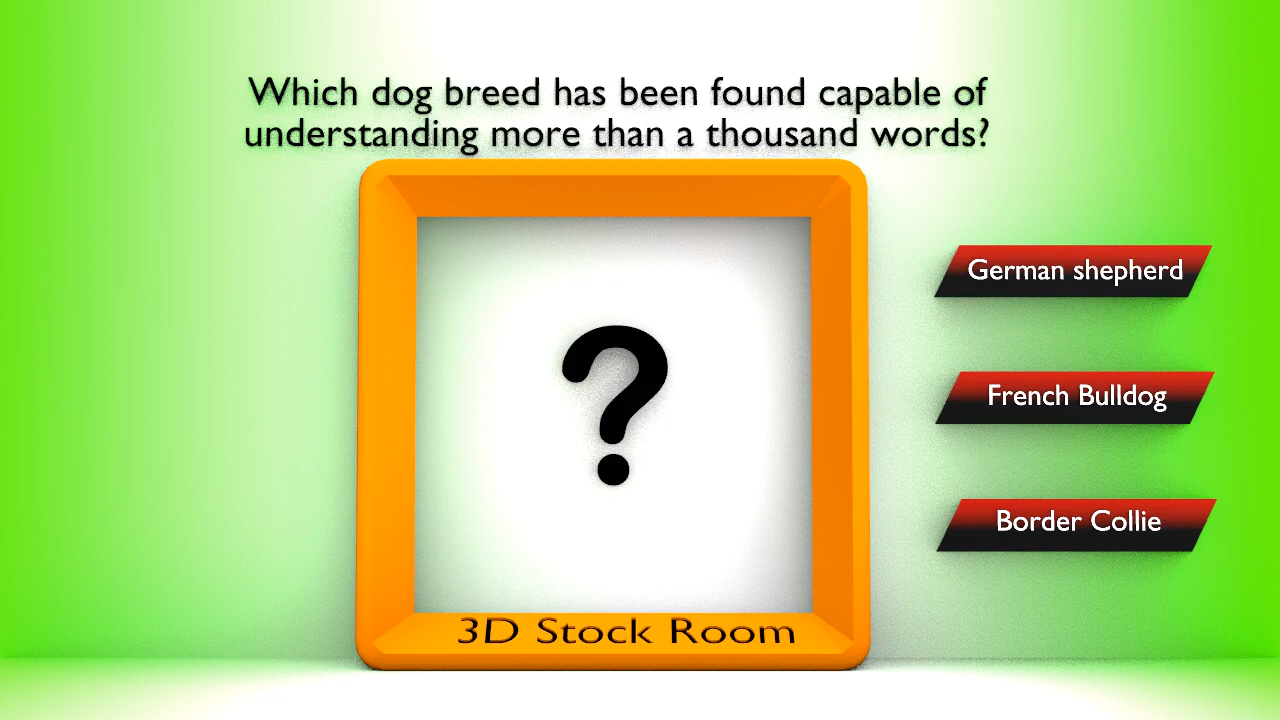 Which dog breed has been found capable of
understanding more than a thousand words?
German shepherd
French Bulldog
Border Collie
?
3D Stock Room